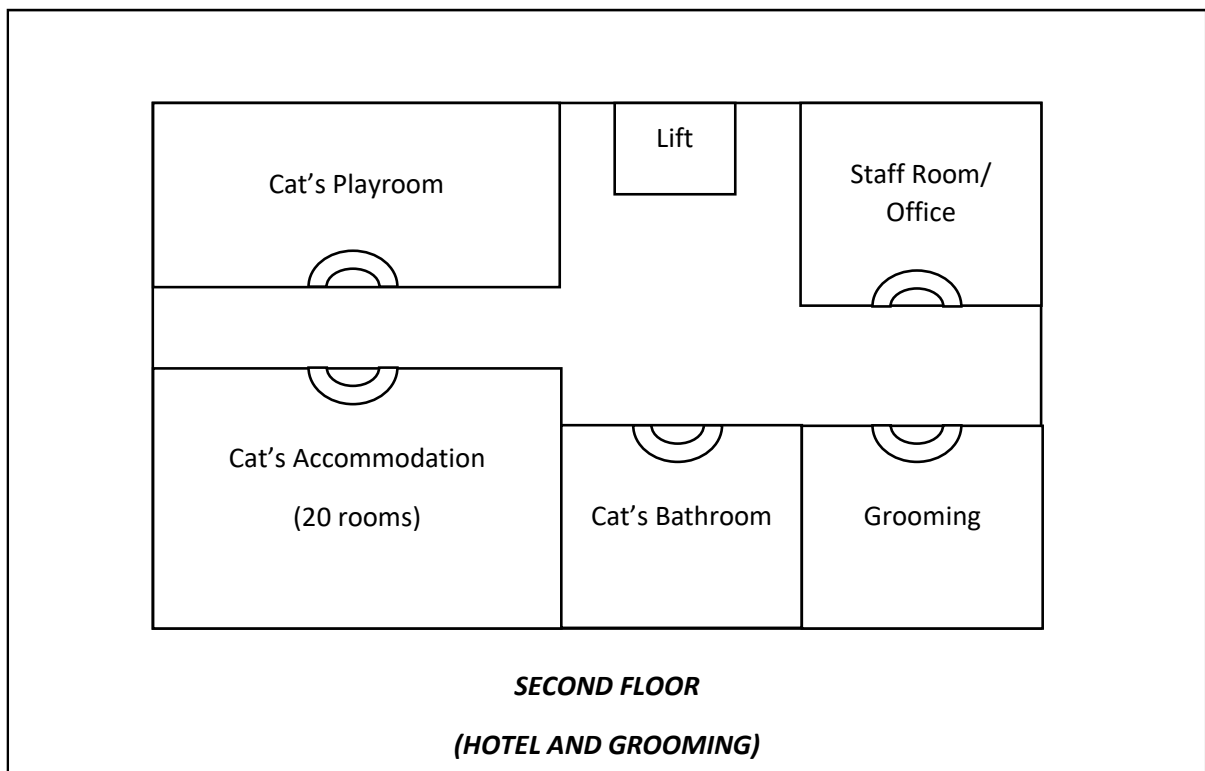 Lift
Cat’s Playroom
Staff Room/
Office
Cat’s Accommodation
(20 rooms)
Cat’s Bathroom
Grooming
SECOND FLOOR
(HOTEL AND GROOMING)